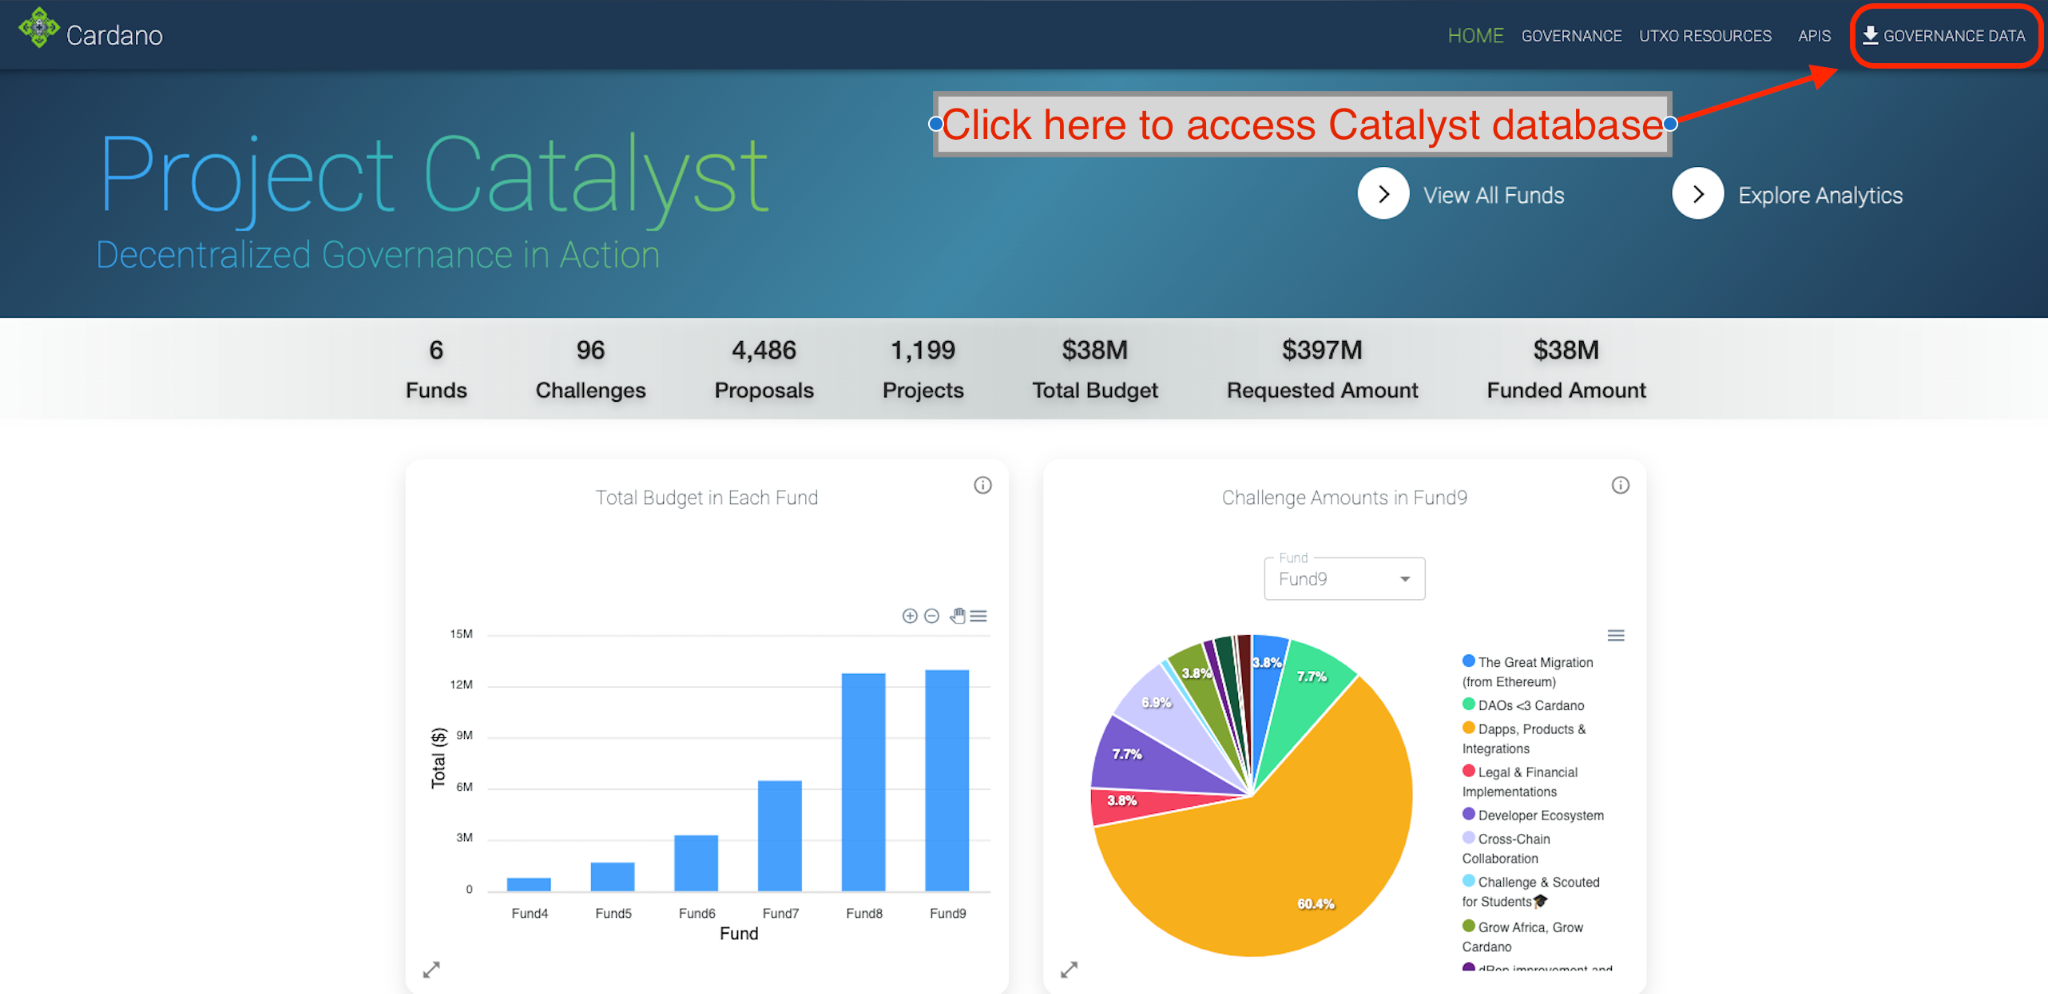 Cardano
HOME
GOVERNANCE
UTXO RESOURCES
APIS
GOVERNANCE DATA
Click here to access Catalyst database
Project Catalyst
Decentralized Governance in Action
View All Funds
Explore Analytics
6
Funds
96
Challenges
4,486
Proposals
1,199
Projects
$38M
Total Budget
$397M
Requested Amount
$38M
Funded Amount
Total Budget in Each Fund
15M
12M
9M
6M
3M
0
Total ($)
Fund4
Fund5
Fund6
Fund7
Fund8
Fund9
Fund
Challenge Amounts in Fund9
Fund
Fund9
3.8%
7.7%
60.4%
3.8%
7.7%
6.9%
3.8%
The Great Migration
(from Ethereum)
DAOs <3 Cardano
Dapps, Products &
Integrations
Legal & Financial
Implementations
Developer Ecosystem
Cross-Chain
Collaboration
Challenge & Scouted
for Students🎓
Grow Africa, Grow
Cardano
dRep improvement and